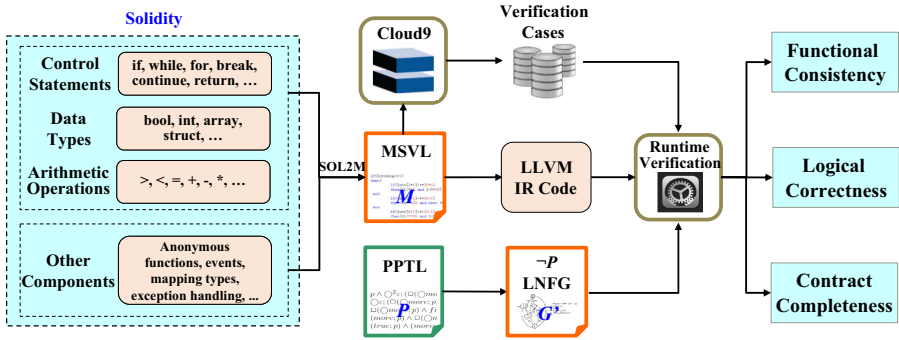 Solidity
Control
Statements
if, while, for, break,
continue, return, …
Data
Types
bool, int, array,
struct, …
Arithmetic
Operations
>, <, =, +, -, *, …
Other
Components
Anonymous
functions, events,
mapping types,
exception handling, ...
SOL2M
Cloud9
Verification
Cases
MSVL
M
LLVM
IR Code
Runtime
Verification
PPTL
P
¬P
LNFG
G’
Functional
Consistency
Logical
Correctness
Contract
Completeness